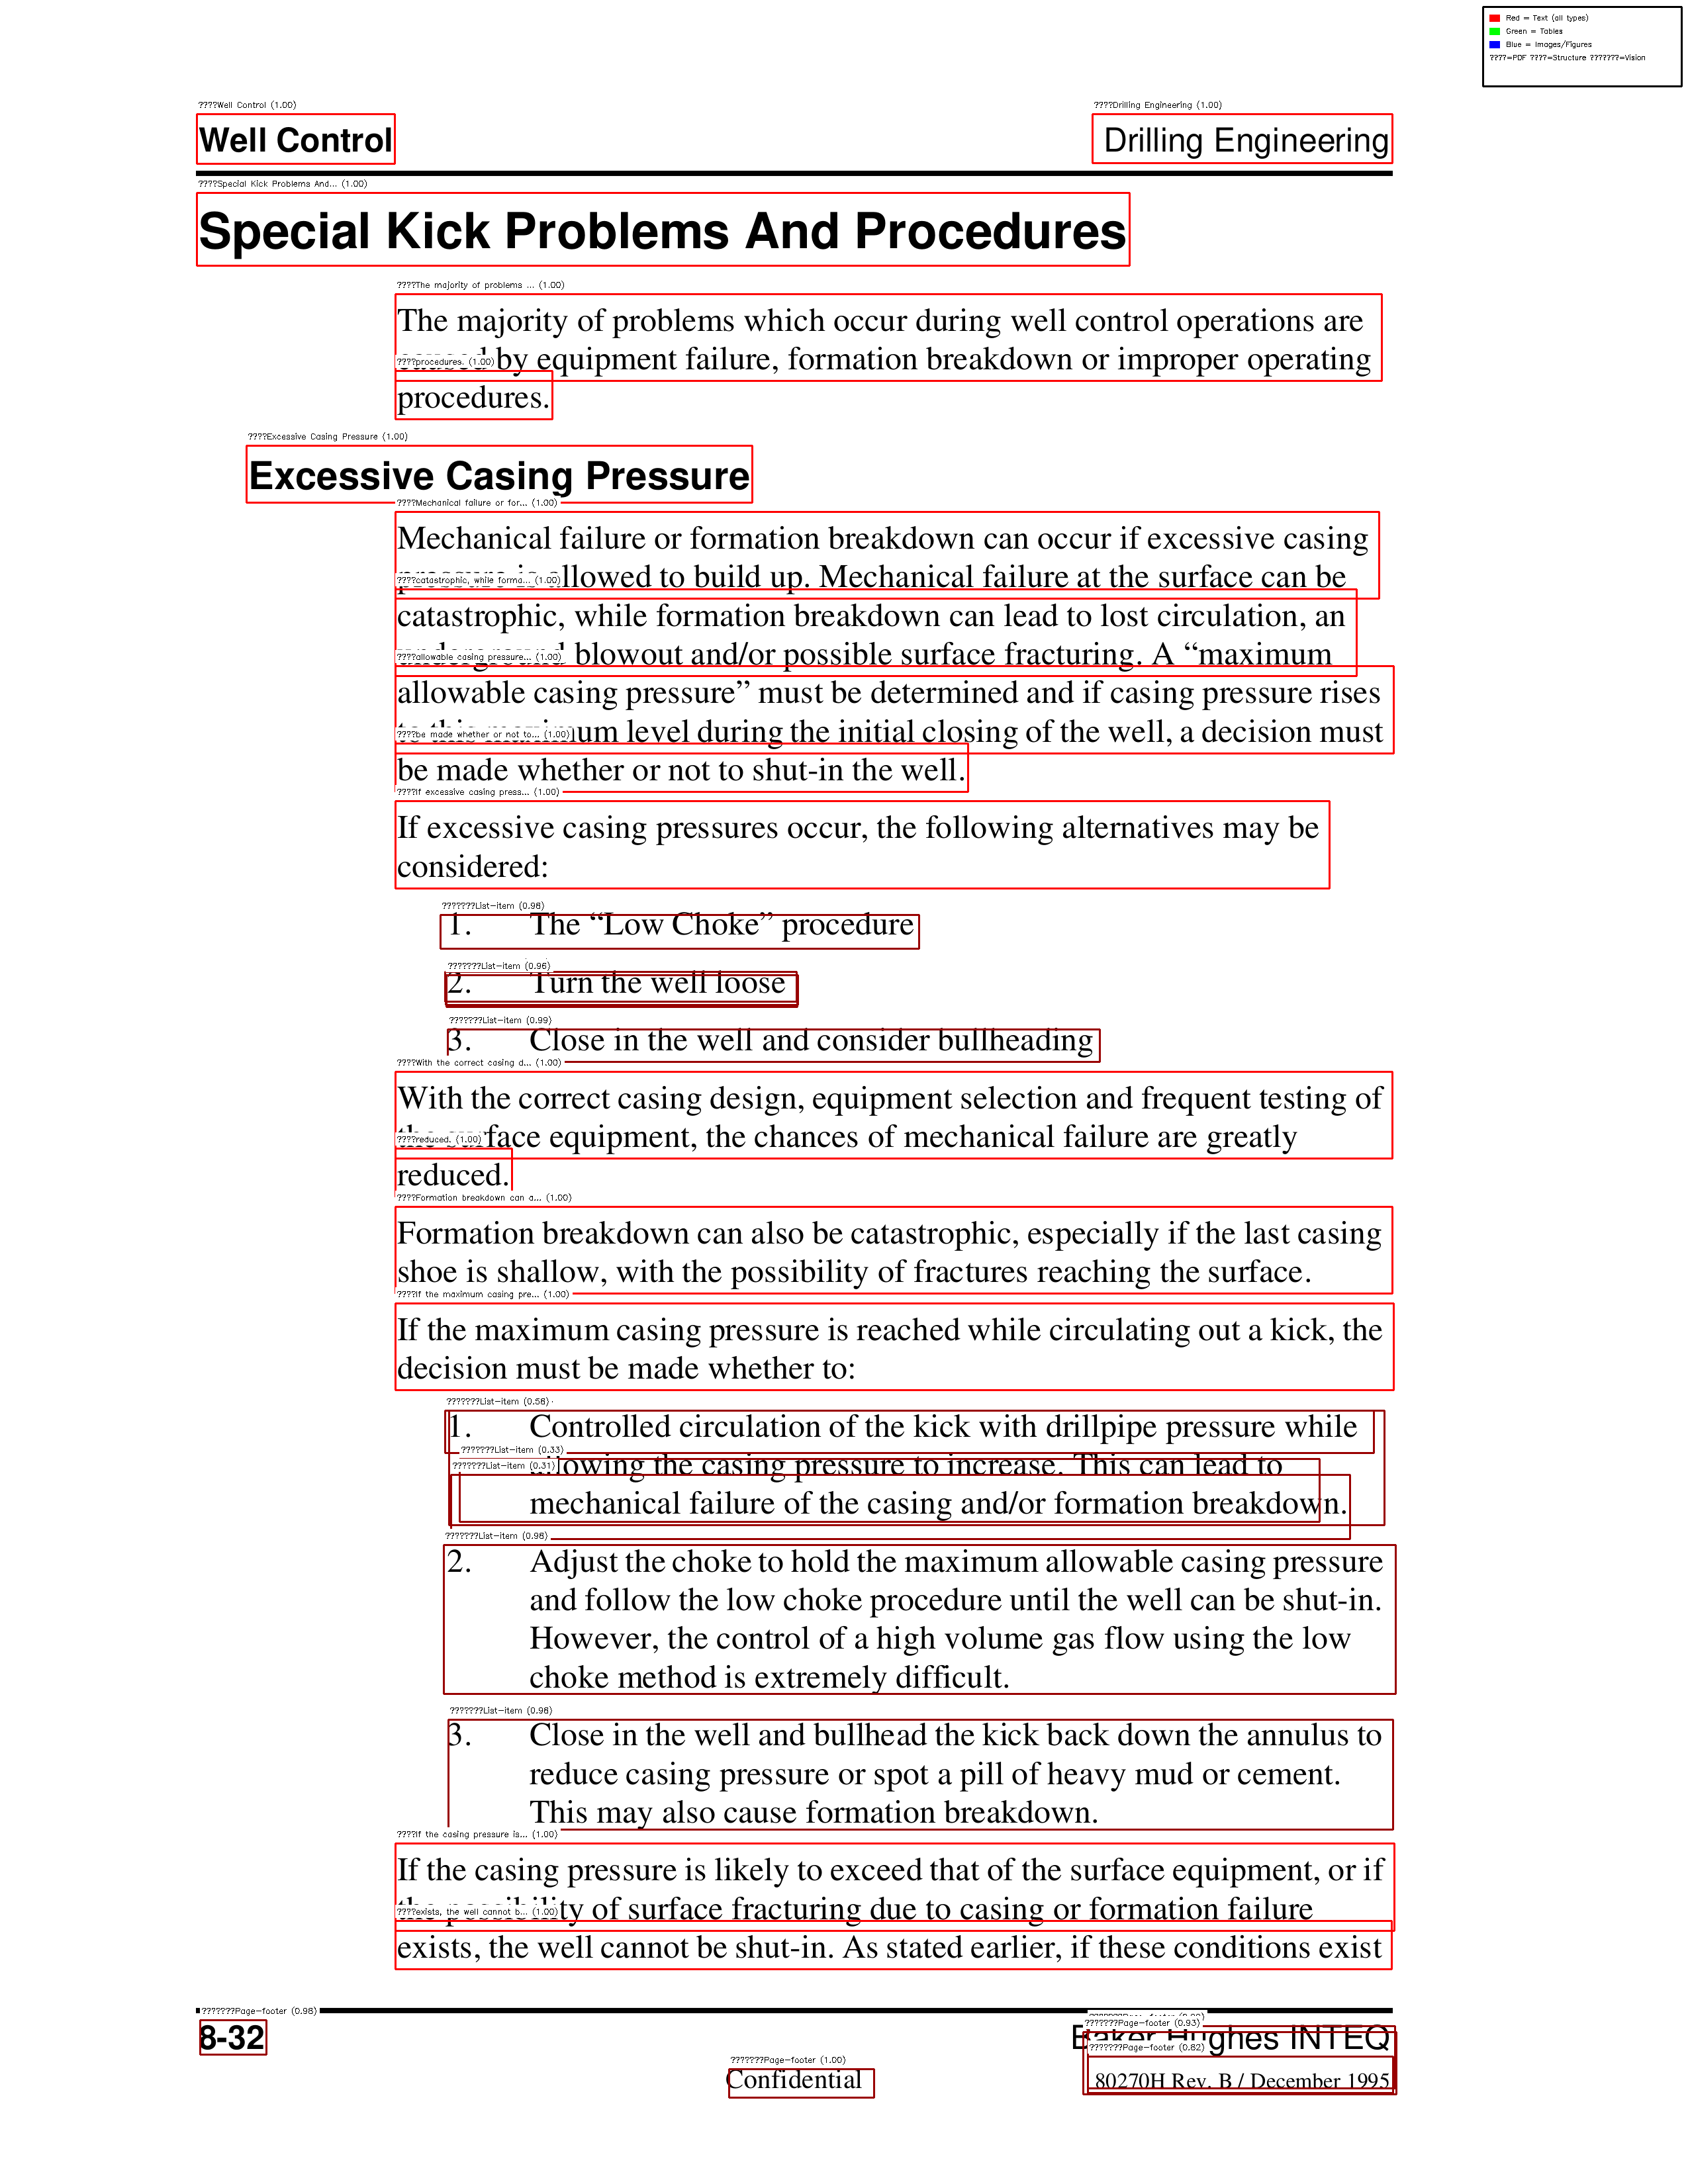 Red = Text (all types)
Green = Tables
Blue = Images/Figures
????=PDF ????=Structure ???????=Vision
????Well Control (1.00)
????Drilling Engineering (1.00)
Well Control
Drilling Engineering
????Special Kick Problems And... (1.00)
Special Kick Problems And Procedures
????The majority of problems ... (1.00)
The majority of problems which occur during well control operations are
????procedures. (1.00)
by equipment failure, formation breakdown or improper operating
procedures.
????Excessive Casing Pressure (1.00)
Excessive Casing Pressure
????Mechanical failure or for... (1.00)
Mechanical failure or formation breakdown can occur if excessive casing
????catastrophic, while forma... (1.00)
allowed to build up. Mechanical failure at the surface can be
catastrophic, while formation breakdown can lead to lost circulation, an
????allowable casing pressure... (1.00)
blowout and/or possible surface fracturing. A “maximum
allowable casing pressure” must be determined and if casing pressure rises
????be made whether or not to... (1.00)
level during the initial closing of the well, a decision must
be made whether or not to shut-in the well.
????If excessive casing press... (1.00)
If excessive casing pressures occur, the following alternatives may be
considered:
???????List-item (0.98)
1. The “Low Choke” procedure
???????List-item (0.96)
2. Turn the well loose
???????List-item (0.99)
3. Close in the well and consider bullheading
????With the correct casing d... (1.00)
With the correct casing design, equipment selection and frequent testing of
????reduced. (1.00)
surface equipment, the chances of mechanical failure are greatly
reduced.
????Formation breakdown can a... (1.00)
Formation breakdown can also be catastrophic, especially if the last casing
shoe is shallow, with the possibility of fractures reaching the surface.
????If the maximum casing pre... (1.00)
If the maximum casing pressure is reached while circulating out a kick, the
decision must be made whether to:
???????List-item (0.58)
1. Controlled circulation of the kick with drillpipe pressure while
???????List-item (0.33)
allowing the casing pressure to increase. This can lead to
???????List-item (0.31)
mechanical failure of the casing and/or formation breakdown.
???????List-item (0.98)
2. Adjust the choke to hold the maximum allowable casing pressure
and follow the low choke procedure until the well can be shut-in.
However, the control of a high volume gas flow using the low
choke method is extremely difficult.
???????List-item (0.98)
3. Close in the well and bullhead the kick back down the annulus to
reduce casing pressure or spot a pill of heavy mud or cement.
This may also cause formation breakdown.
????If the casing pressure is... (1.00)
If the casing pressure is likely to exceed that of the surface equipment, or if
????exists, the well cannot b... (1.00)
the possibility of surface fracturing due to casing or formation failure
exists, the well cannot be shut-in. As stated earlier, if these conditions exist
???????Page-footer (0.98)
8-32
???????Page-footer (0.93)
Baker Hughes INTEQ
???????Page-footer (0.82)
???????Page-footer (1.00)
Confidential
80270H Rev. B / December 1995